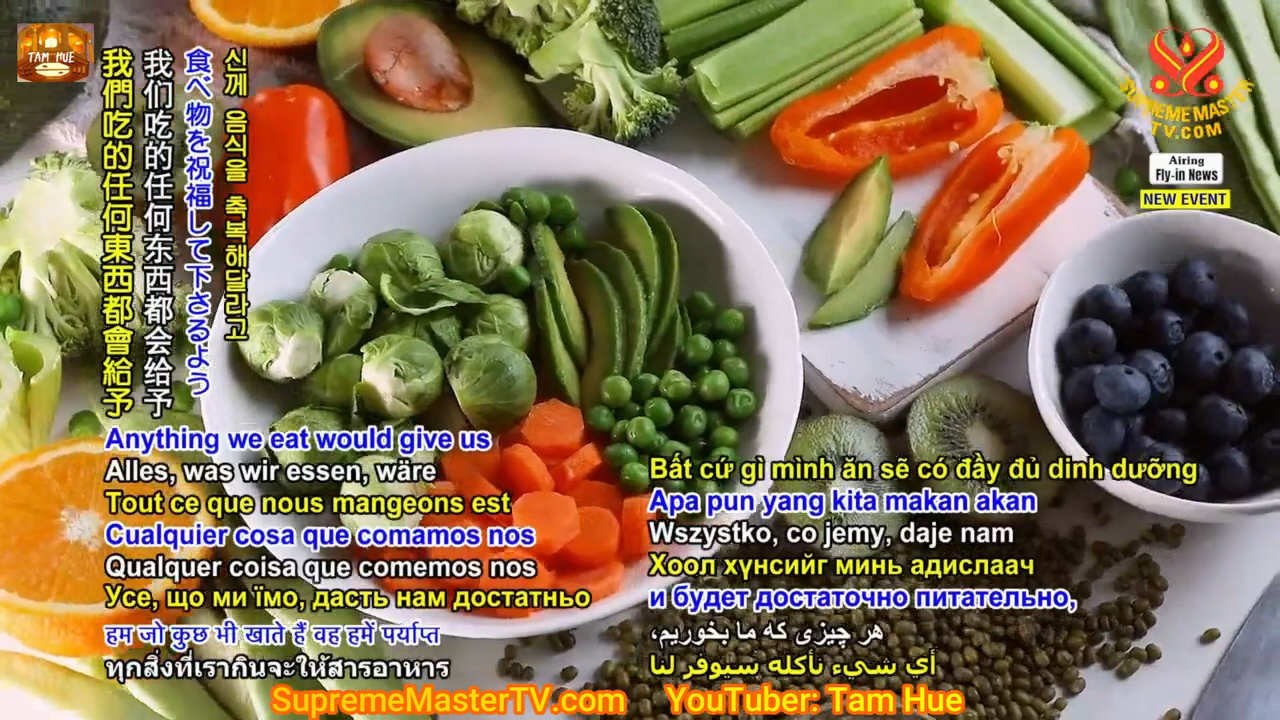 TAM HUE
SUPREME MASTER
TV.COM
Airing
Fly-in News
NEW EVENT
신께 음식을 축복해달라고
食べ物を祝福して下さるよう
我们吃的任何东西都会给予
我們吃的任何東西都會給予
Anything we eat would give us
Alles, was wir essen, wäre
Tout ce que nous mangeons est
Cualquier cosa que comamos nos
Qualquer coisa que comemos nos
Усе, що ми їмо, дасть нам достатньо
हम जो कुछ भी खाते हैं वह हमें पर्याप्त
ทุกสิ่งที่เรากินจะให้สารอาหาร
Bất cứ gì mình ăn sẽ có đầy đủ dinh dưỡng
Apa pun yang kita makan akan
Wszystko, co jemy, daje nam
Хоол хүнсийг минь адислаач
и будет достаточно питательно,
هر چیزی که ما بخوریم،
أي شيء نأكله سيوفر لنا
SupremeMasterTV.com YouTuber: Tam Hue